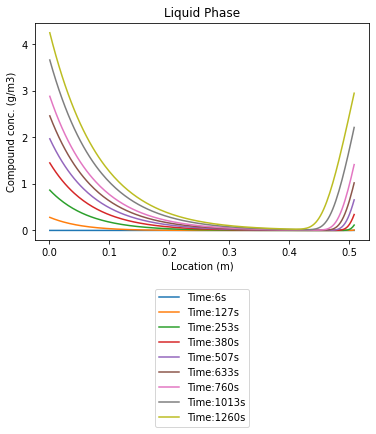 Liquid Phase
Compound conc. (g/m3)
4
3
2
1
0
0.0 0.1 0.2 0.3 0.4 0.5
Location (m)
Time:6s
Time:127s
Time:253s
Time:380s
Time:507s
Time:633s
Time:760s
Time:1013s
Time:1260s